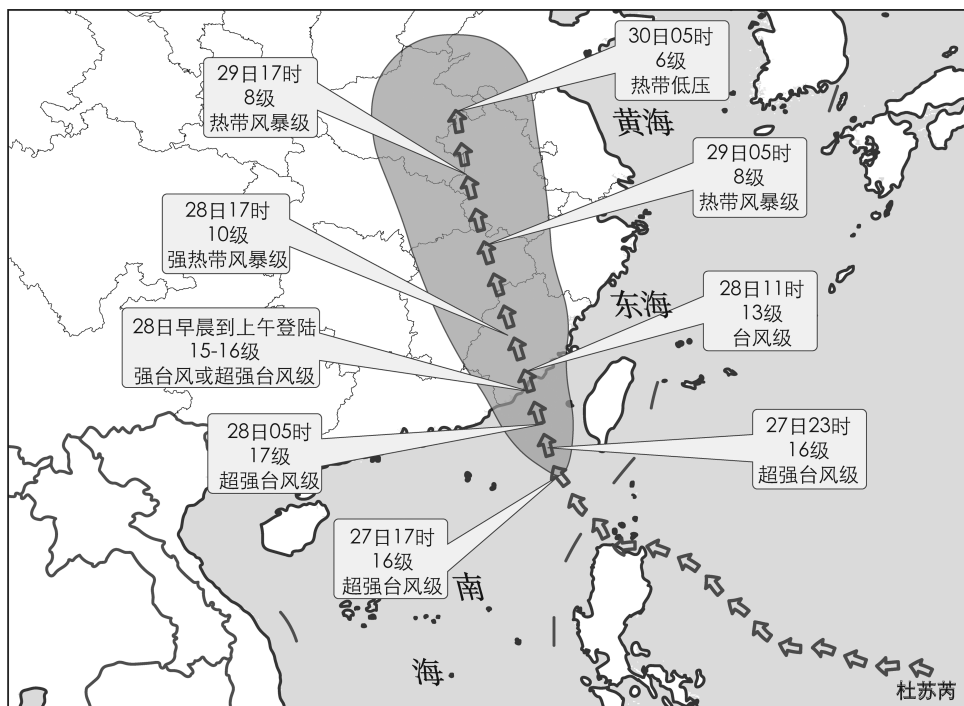 30日05时
6级
热带低压
29日17时
8级
热带风暴级
黄海
29日05时
8级
热带风暴级
28日17时
10级
强热带风暴级
东海
28日11时
13级
台风级
28日早晨到上午登陆
15-16级
强台风或超强台风级
27日23时
16级
超强台风级
28日05时
17级
超强台风级
27日17时
16级
超强台风级
南
海
杜苏芮